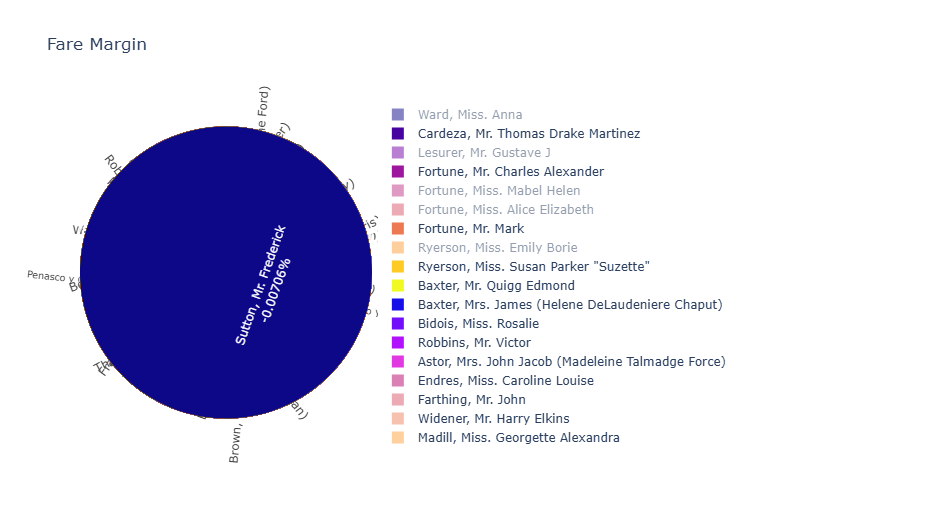 Fare Margin
Sutton, Mr. Frederick
-0.00706%
Brown,
Penasco y
Ward, Miss. Anna
Cardeza, Mr. Thomas Drake Martinez
Lesurer, Mr. Gustave J
Fortune, Mr. Charles Alexander
Fortune, Miss. Mabel Helen
Fortune, Miss. Alice Elizabeth
Fortune, Mr. Mark
Ryerson, Miss. Emily Borie
Ryerson, Miss. Susan Parker "Suzette"
Baxter, Mr. Quigg Edmond
Baxter, Mrs. James (Helene DeLaudeniere Chaput)
Bidois, Miss. Rosalie
Robbins, Mr. Victor
Astor, Mrs. John Jacob (Madeleine Talmadge Force)
Endres, Miss. Caroline Louise
Farthing, Mr. John
Widener, Mr. Harry Elkins
Madill, Miss. Georgette Alexandra